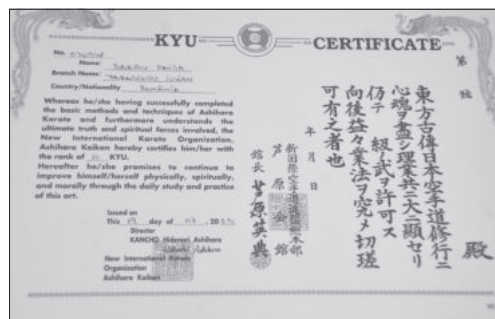 KYU CERTIFICATE
No.
Name
Branch Name:
Country/Nationality România
Whereas he/she having successfully completed
the basic methods and techniques of Ashihara
Karate and furthermore understands the
ultimate truth and spiritual forces involved, the
New International Karate Organization,
Ashihara Kaikan hereby certifies him/her with
the rank of KYU.
Hereafter he/she promises to continue to
improve himself/herself physically, spiritually,
and morally through the daily study and practice
of this art.
Issued on
This day of , 20
Director
KANCHO Hidenori Ashihara
New International Karate
Organization
Ashihara Kaikan
第 號
殿
東方古傳日本空手道修行ニ
心魂ヲ盡シ理業共ニ大ニ顕セリ
仍テ 級ノ武ヲ許可ス
向後益々業法ヲ究メ切瑳
可有之者也
年 月 日
新国際空手道連盟総本部
芦原会館
館長 芦原英典